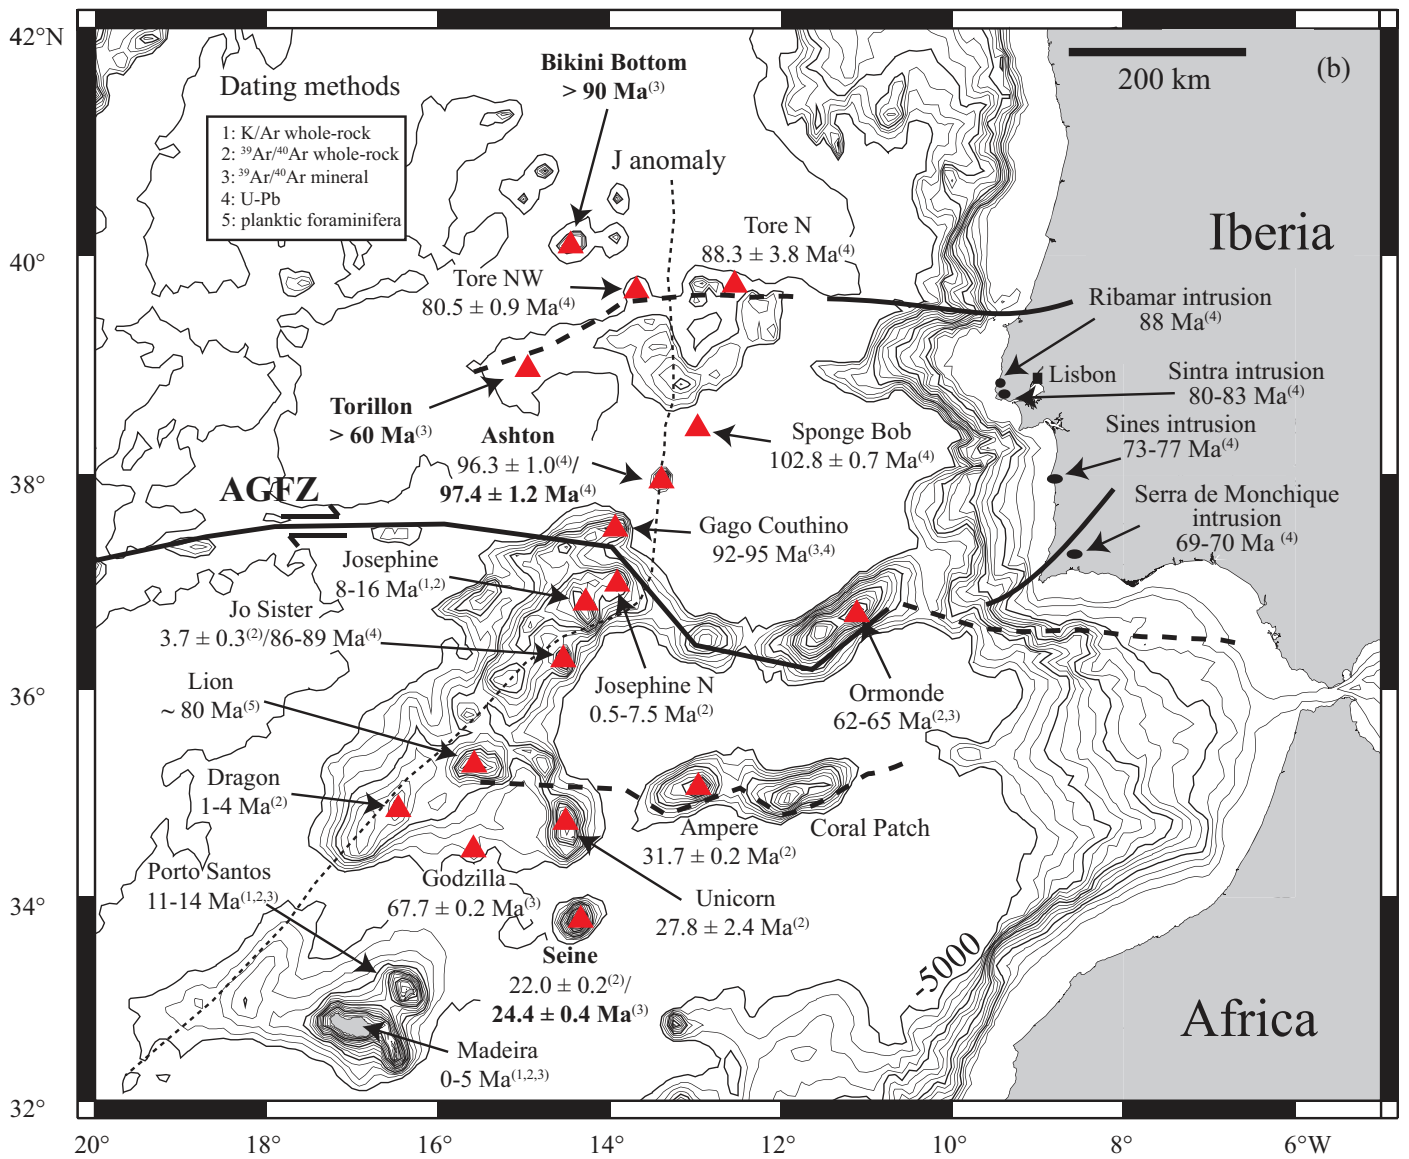 42°N
40°
38°
36°
34°
32°
20°
18°
16°
14°
12°
10°
8°
6°W
(b)
200 km
Dating methods
1: K/Ar whole-rock
2: ³⁹Ar/⁴⁰Ar whole-rock
3: ³⁹Ar/⁴⁰Ar mineral
4: U-Pb
5: planktic foraminifera
Bikini Bottom
> 90 Ma(3)
J anomaly
Tore N
88.3 ± 3.8 Ma(4)
Iberia
Tore NW
80.5 ± 0.9 Ma(4)
Ribamar intrusion
88 Ma(4)
Lisbon
Sintra intrusion
80-83 Ma(4)
Torillon
> 60 Ma(3)
Sines intrusion
73-77 Ma(4)
Ashton
96.3 ± 1.0(4)/
97.4 ± 1.2 Ma(4)
Sponge Bob
102.8 ± 0.7 Ma(4)
AGFZ
Serra de Monchique
intrusion
69-70 Ma (4)
Gago Couthino
92-95 Ma(3,4)
Josephine
8-16 Ma(1,2)
Jo Sister
3.7 ± 0.3(2)/86-89 Ma(4)
Lion
~ 80 Ma(5)
Josephine N
0.5-7.5 Ma(2)
Ormonde
62-65 Ma(2,3)
Dragon
1-4 Ma(2)
Ampere
31.7 ± 0.2 Ma(2)
Coral Patch
Porto Santos
11-14 Ma(1,2,3)
Godzilla
67.7 ± 0.2 Ma(3)
Unicorn
27.8 ± 2.4 Ma(2)
Seine
22.0 ± 0.2(2)/
24.4 ± 0.4 Ma(3)
-5000
Africa
Madeira
0-5 Ma(1,2,3)